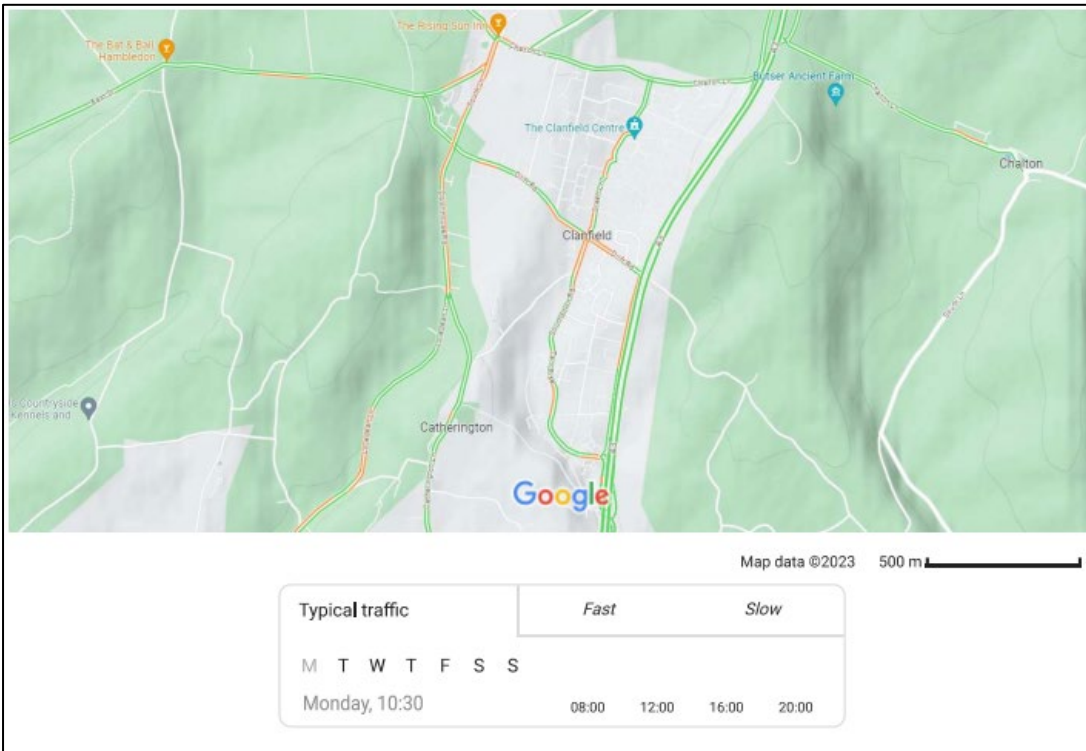 The Rising Sun Inn
The Bat & Ball
Hambledon
Butser Ancient Farm
The Clanfield Centre
Chalton
Clanfield
Countryside
Kennels and
Catherington
Google
Map data ©2023 500 m
Typical traffic Fast Slow
M T W T F S S
Monday, 10:30 08:00 12:00 16:00 20:00